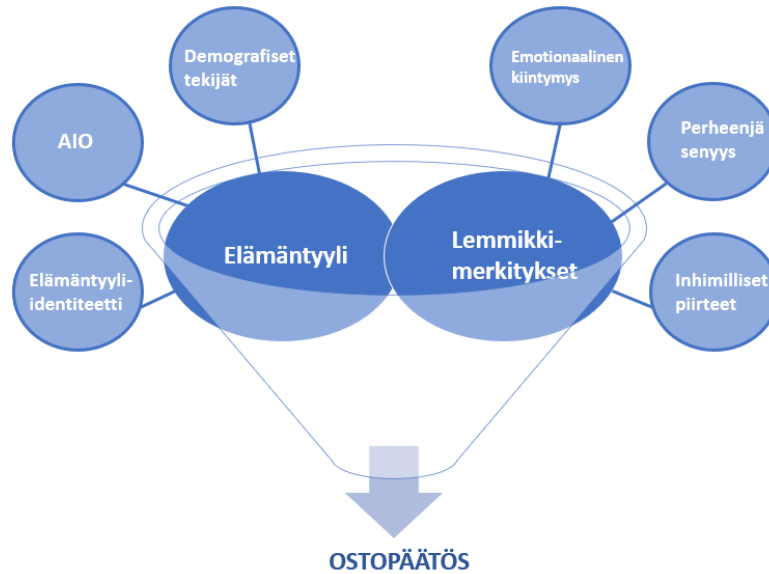 Demografiset
tekijät
Emotionaalinen
kiintymys
AIO
Perheenjä
senyys
Elämäntyyli
Lemmikki-
merkitykset
Elämäntyyli-
identiteetti
Inhimilliset
piirteet
OSTOPÄÄTÖS